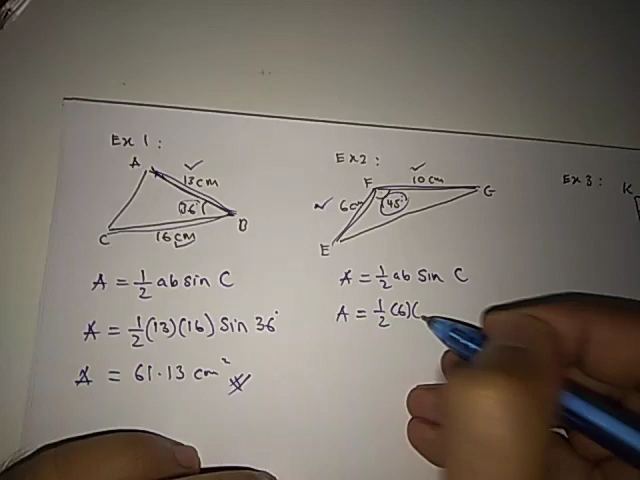 Ex 1 :
A
13 cm
36°
B
C
16 cm
A = 1/2 ab sin C
A = 1/2 (13)(16) Sin 36°
A = 61.13 cm²
Ex 2 :
F
10 cm
G
6 cm
45°
E
A = 1/2 ab Sin C
A = 1/2 (6)(
Ex 3 :
K